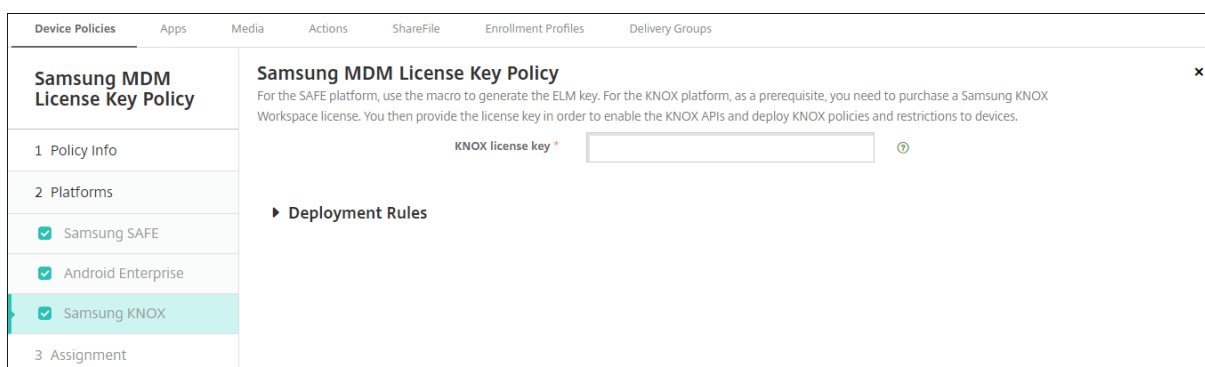 Device Policies Apps Media Actions ShareFile Enrollment Profiles Delivery Groups
Samsung MDM
License Key Policy
1 Policy Info
2 Platforms
Samsung SAFE
Android Enterprise
Samsung KNOX
3 Assignment
Samsung MDM License Key Policy
For the SAFE platform, use the macro to generate the ELM key. For the KNOX platform, as a prerequisite, you need to purchase a Samsung KNOX
Workspace license. You then provide the license key in order to enable the KNOX APIs and deploy KNOX policies and restrictions to devices.
KNOX license key *
Deployment Rules